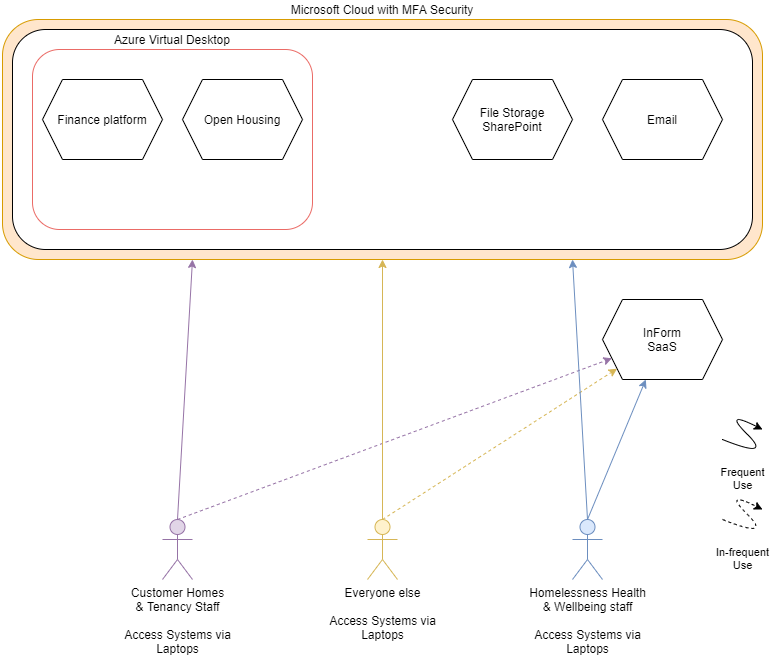 Microsoft Cloud with MFA Security
Azure Virtual Desktop
Finance platform
Open Housing
File Storage
SharePoint
Email
InForm
SaaS
Frequent
Use
In-frequent
Use
Customer Homes
& Tenancy Staff
Access Systems via
Laptops
Everyone else
Access Systems via
Laptops
Homelessness Health
& Wellbeing staff
Access Systems via
Laptops